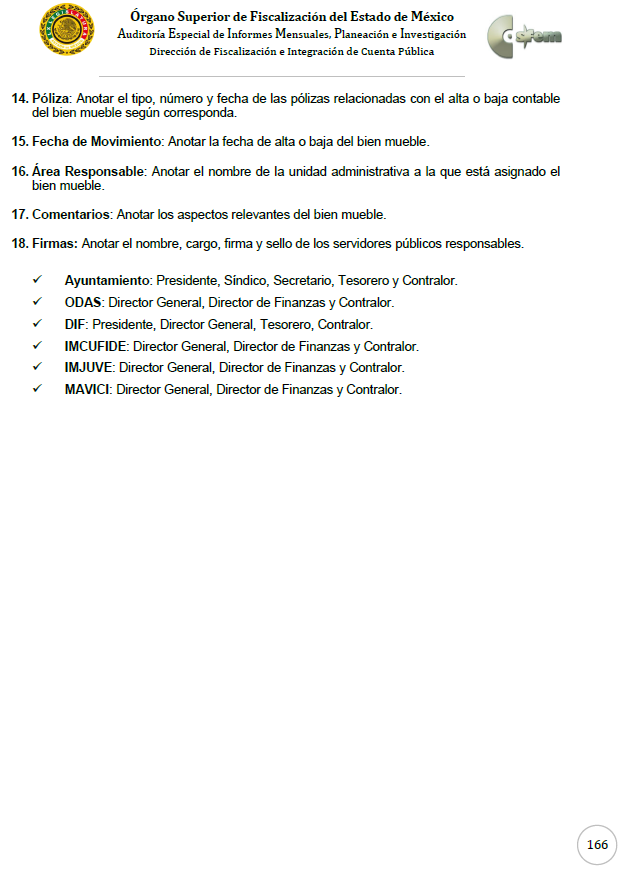 Órgano Superior de Fiscalización del Estado de México
Auditoría Especial de Informes Mensuales, Planeación e Investigación
Dirección de Fiscalización e Integración de Cuenta Pública
osfem
14. Póliza: Anotar el tipo, número y fecha de las pólizas relacionadas con el alta o baja contable
del bien mueble según corresponda.
15. Fecha de Movimiento: Anotar la fecha de alta o baja del bien mueble.
16. Área Responsable: Anotar el nombre de la unidad administrativa a la que está asignado el
bien mueble.
17. Comentarios: Anotar los aspectos relevantes del bien mueble.
18. Firmas: Anotar el nombre, cargo, firma y sello de los servidores públicos responsables.
✓ Ayuntamiento: Presidente, Síndico, Secretario, Tesorero y Contralor.
✓ ODAS: Director General, Director de Finanzas y Contralor.
✓ DIF: Presidente, Director General, Tesorero, Contralor.
✓ IMCUFIDE: Director General, Director de Finanzas y Contralor.
✓ IMJUVE: Director General, Director de Finanzas y Contralor.
✓ MAVICI: Director General, Director de Finanzas y Contralor.
166